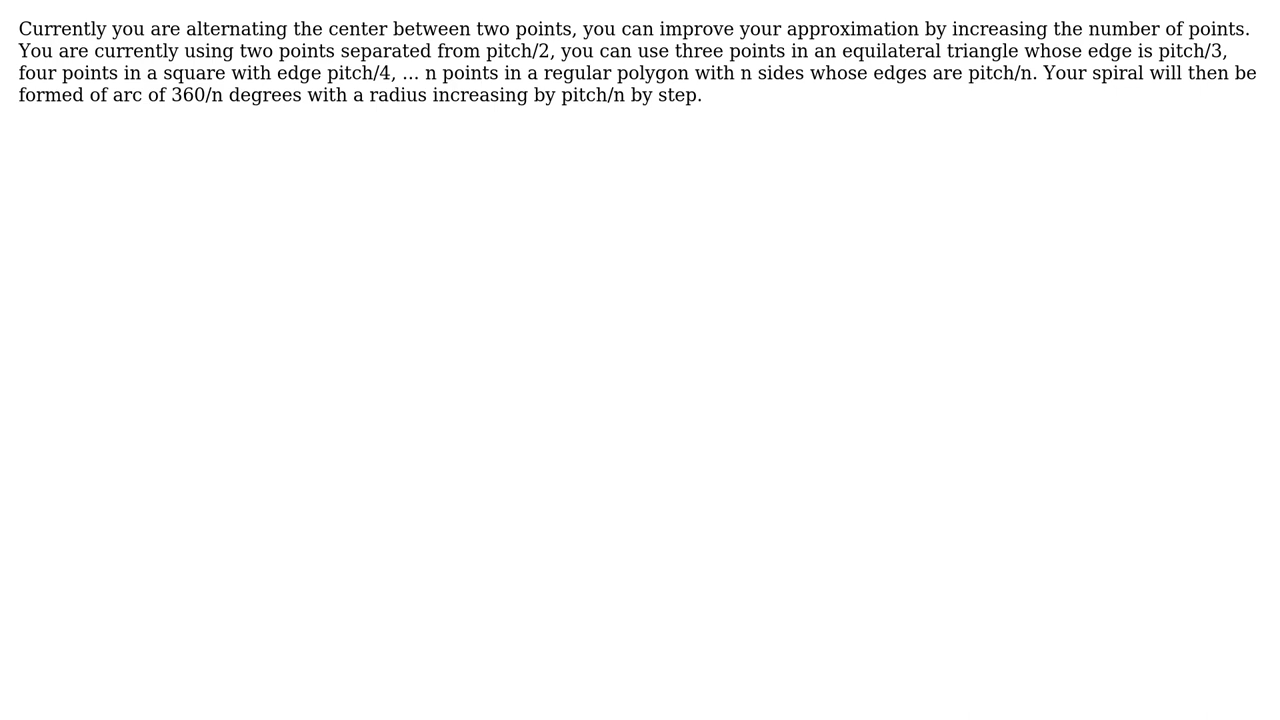 Currently you are alternating the center between two points, you can improve your approximation by increasing the number of points.
You are currently using two points separated from pitch/2, you can use three points in an equilateral triangle whose edge is pitch/3,
four points in a square with edge pitch/4, ... n points in a regular polygon with n sides whose edges are pitch/n. Your spiral will then be
formed of arc of 360/n degrees with a radius increasing by pitch/n by step.